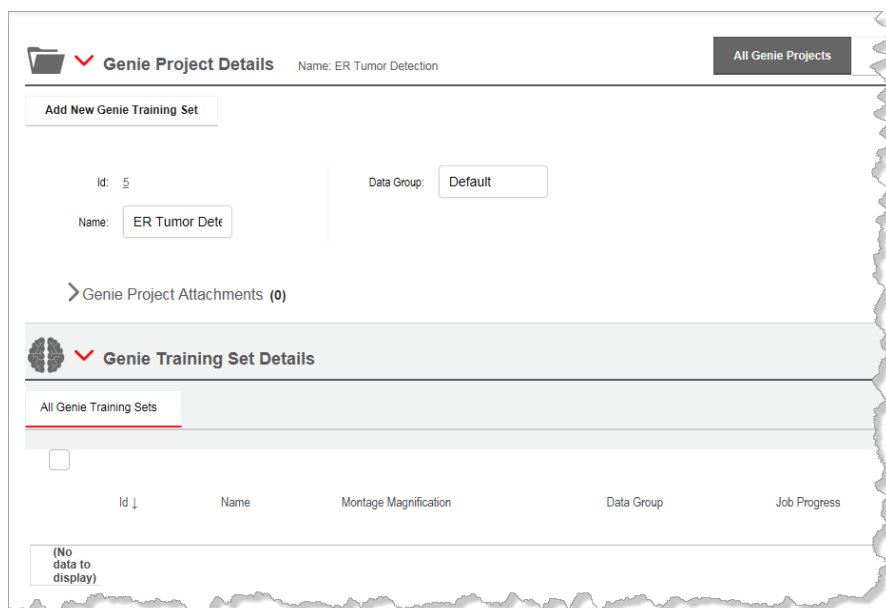 Genie Project Details Name: ER Tumor Detection All Genie Projects
Add New Genie Training Set
Id: 5 Data Group: Default
Name: ER Tumor Dete
Genie Project Attachments (0)
Genie Training Set Details
All Genie Training Sets
Id ↓ Name Montage Magnification Data Group Job Progress
(No
data to
display)